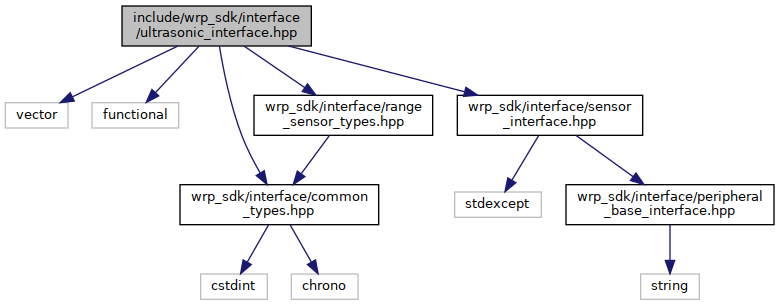 include/wrp_sdk/interface
/ultrasonic_interface.hpp
vector
functional
wrp_sdk/interface/range
_sensor_types.hpp
wrp_sdk/interface/sensor
_interface.hpp
wrp_sdk/interface/common
_types.hpp
stdexcept
wrp_sdk/interface/peripheral
_base_interface.hpp
cstdint
chrono
string